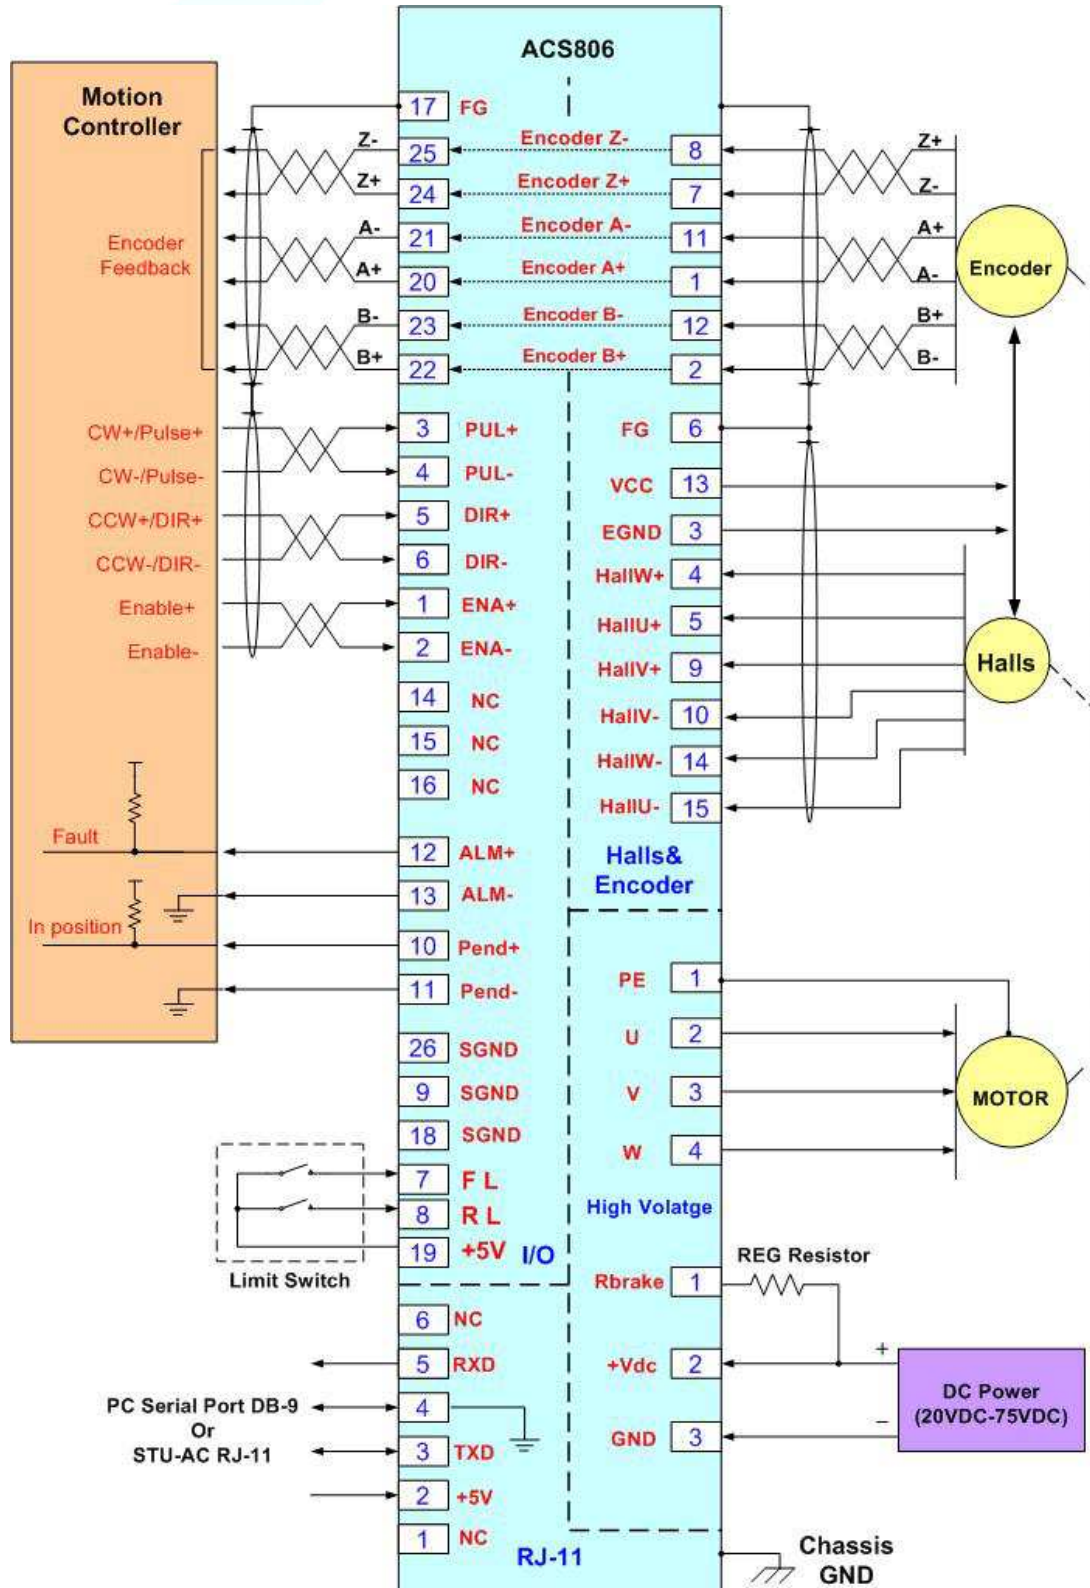 ACS806
Motion
Controller
17 FG
Z- 25 Encoder Z- 8 Z+
Z+ 24 Encoder Z+ 7 Z-
A- 21 Encoder A- 11 A+
Encoder
Feedback
A+ 20 Encoder A+ 1 A-
Encoder
B- 23 Encoder B- 12 B+
B+ 22 Encoder B+ 2 B-
CW+/Pulse+ 3 PUL+ FG 6
CW-/Pulse- 4 PUL- VCC 13
CCW+/DIR+ 5 DIR+ EGND 3
CCW-/DIR- 6 DIR- HallW+ 4
Enable+ 1 ENA+ HallU+ 5
Enable- 2 ENA- HallV+ 9
Halls
14 NC HallV- 10
15 NC HallW- 14
16 NC HallU- 15
Fault 12 ALM+
Halls&
Encoder
13 ALM-
In position 10 Pend+
11 Pend-
PE 1
26 SGND U 2
9 SGND V 3
MOTOR
18 SGND W 4
7 F L
8 R L
High Volatge
19 +5V I/O
Limit Switch
REG Resistor
Rbrake 1
6 NC
5 RXD +Vdc 2 +
PC Serial Port DB-9
Or
STU-AC RJ-11
4
DC Power
(20VDC-75VDC)
3 TXD GND 3 −
2 +5V
1 NC
RJ-11
Chassis
GND